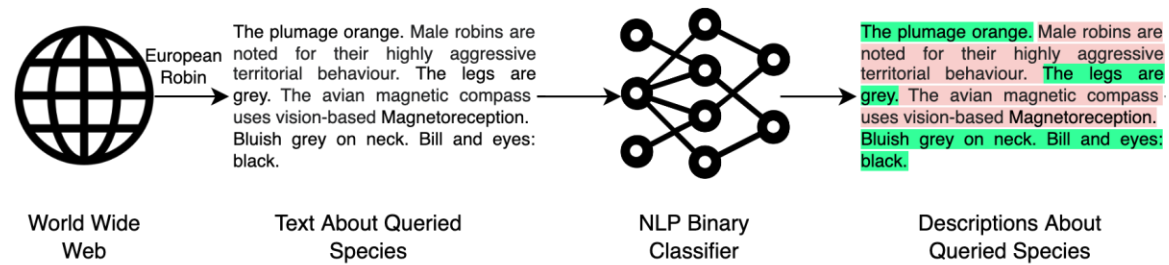 European
Robin
The plumage orange. Male robins are
noted for their highly aggressive
territorial behaviour. The legs are
grey. The avian magnetic compass
uses vision-based Magnetoreception.
Bluish grey on neck. Bill and eyes:
black.
The plumage orange. Male robins are
noted for their highly aggressive
territorial behaviour. The legs are
grey. The avian magnetic compass
uses vision-based Magnetoreception.
Bluish grey on neck. Bill and eyes:
black.
World Wide
Web
Text About Queried
Species
NLP Binary
Classifier
Descriptions About
Queried Species